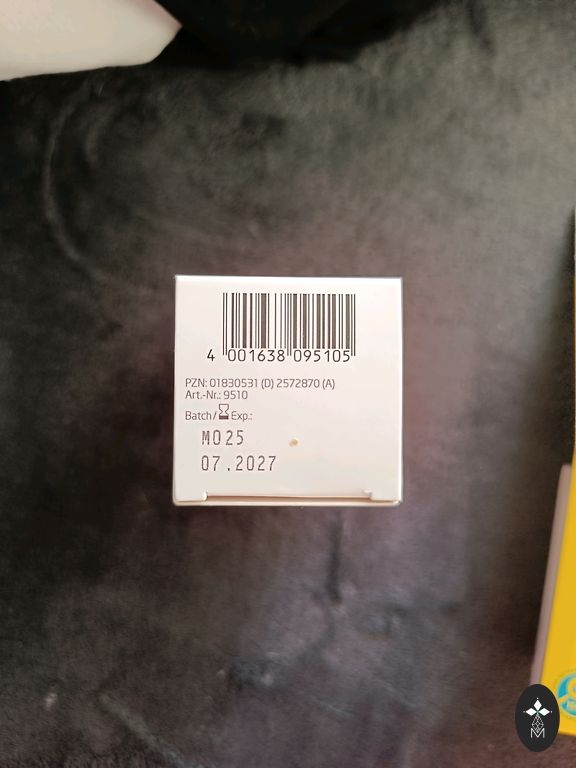 4 001638 095105
PZN: 01830531 (D) 2572870 (A)
Art.-Nr.: 9510
Batch/ Exp.:
M025
07.2027
M